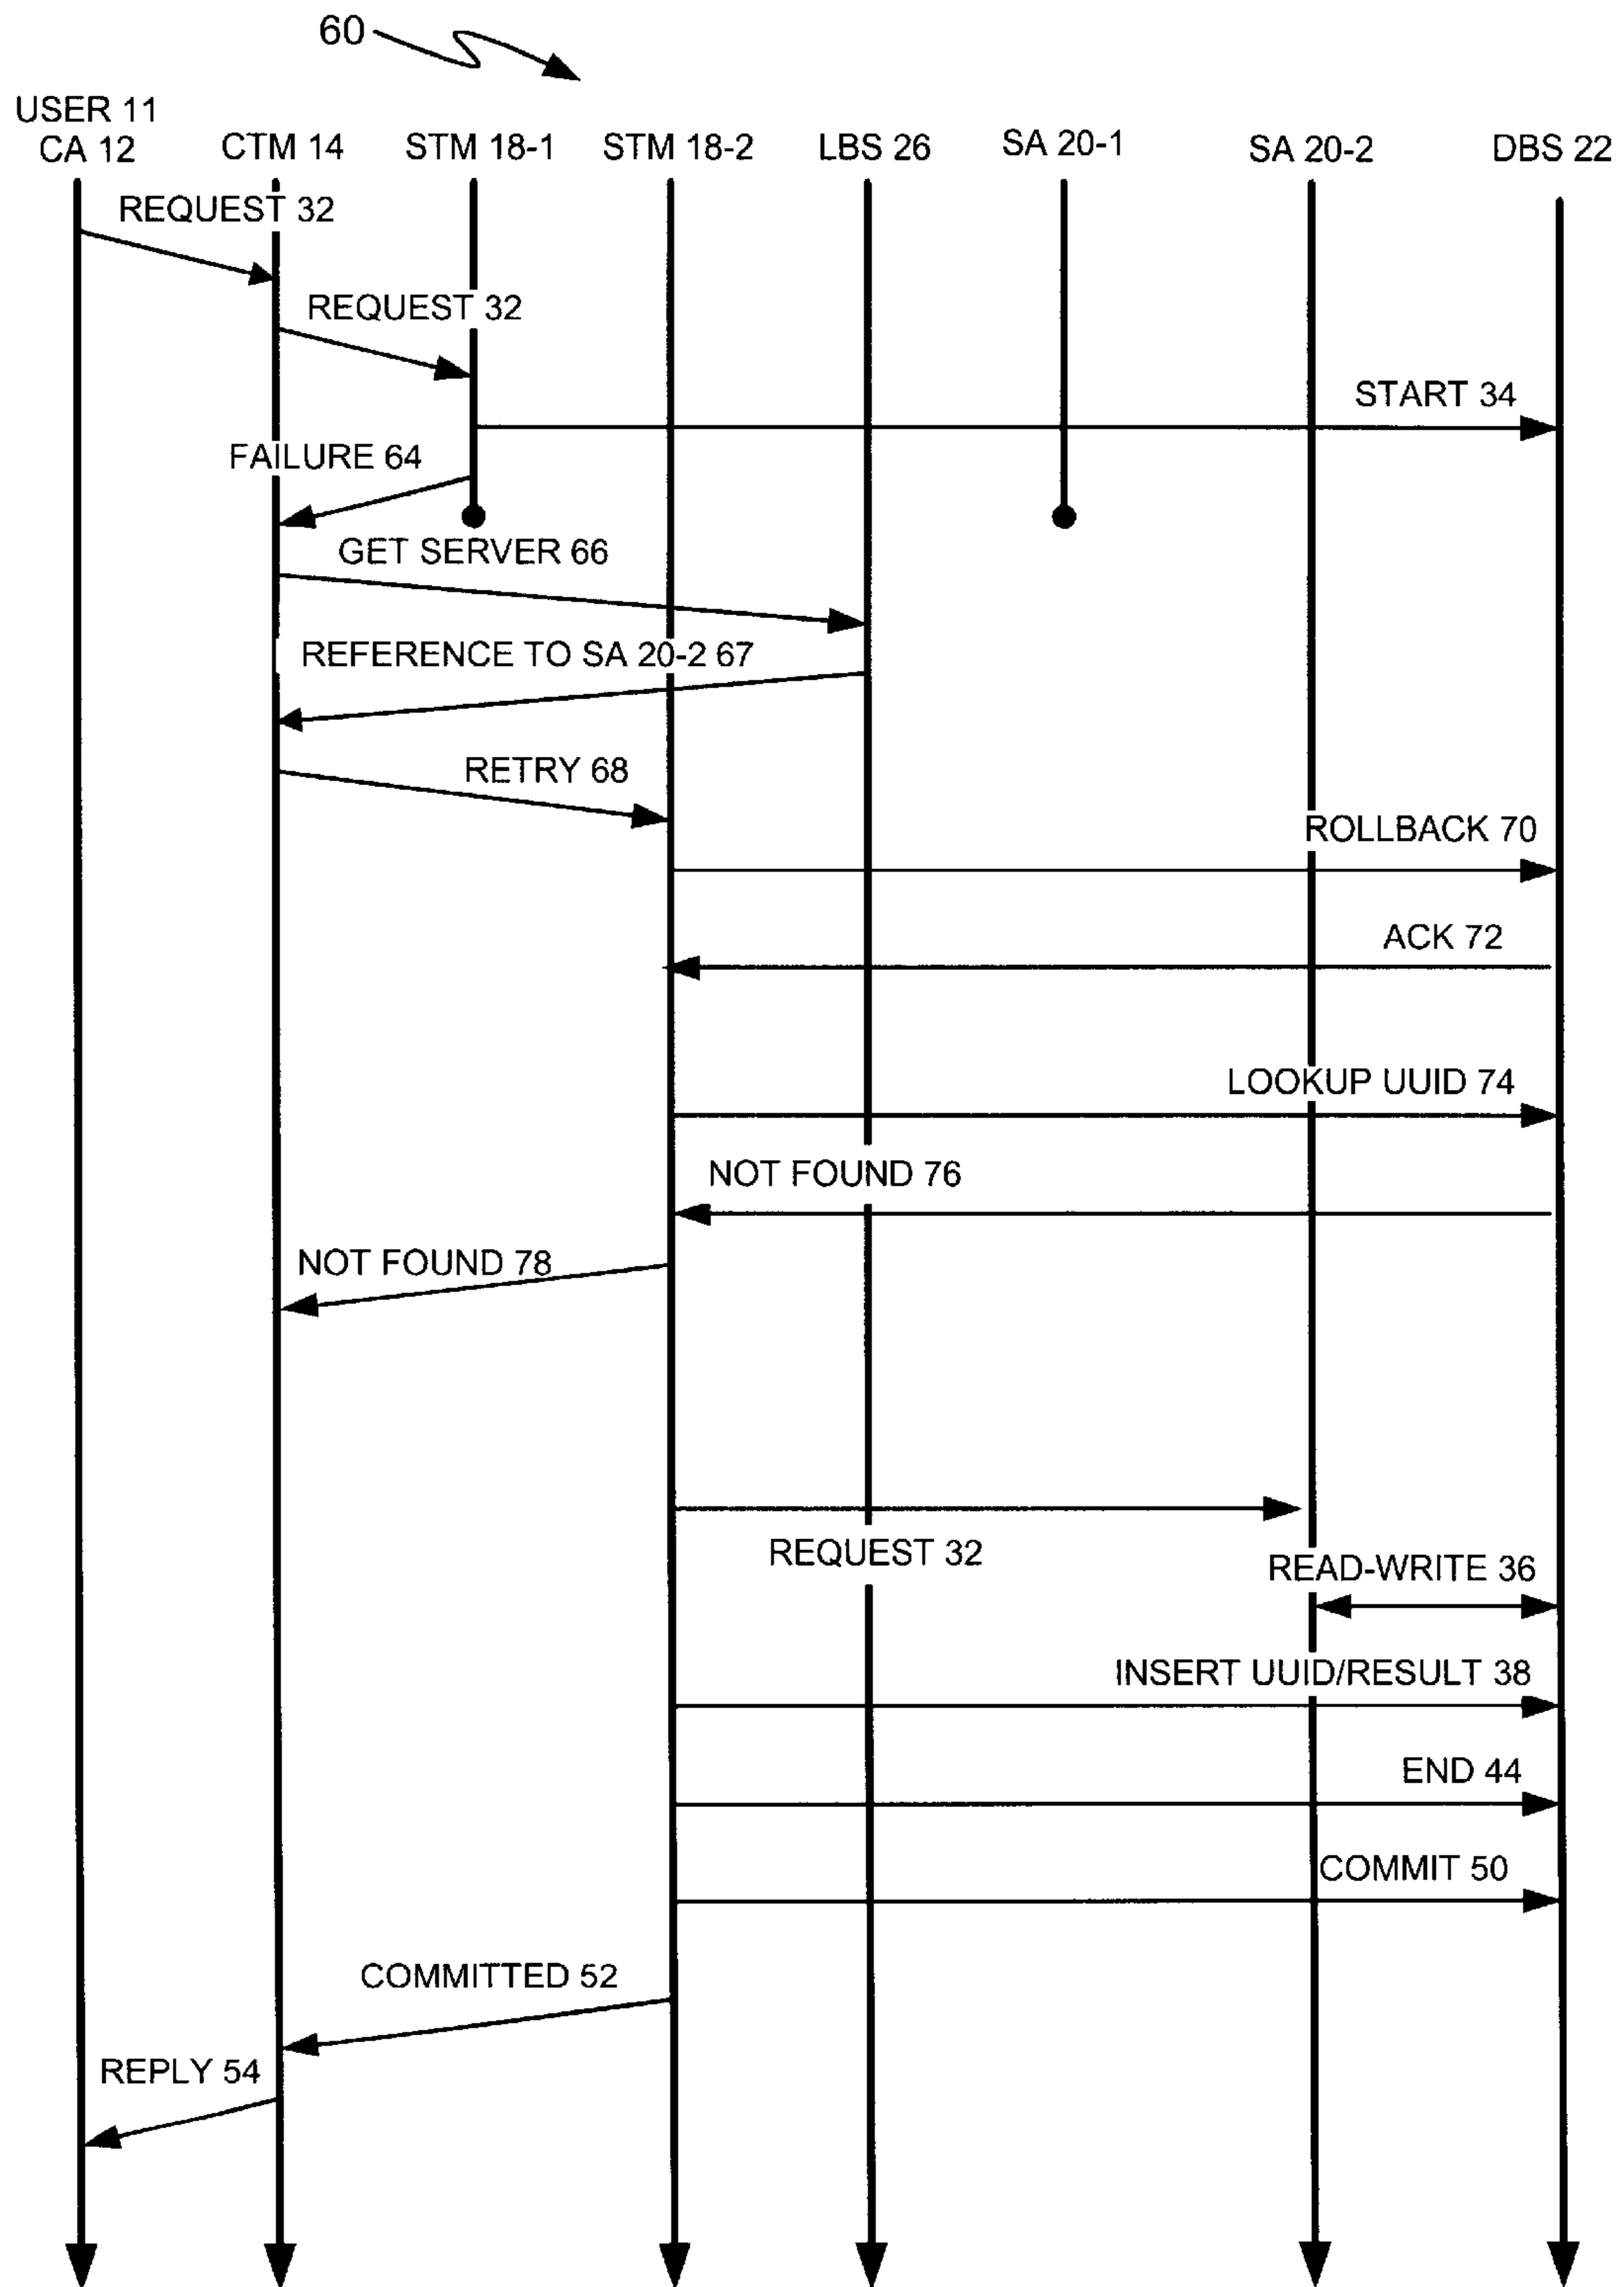 60
USER 11
CA 12
CTM 14
STM 18-1
STM 18-2
LBS 26
SA 20-1
SA 20-2
DBS 22
REQUEST 32
REQUEST 32
START 34
FAILURE 64
GET SERVER 66
REFERENCE TO SA 20-2 67
RETRY 68
ROLLBACK 70
ACK 72
LOOKUP UUID 74
NOT FOUND 76
NOT FOUND 78
REQUEST 32
READ-WRITE 36
INSERT UUID/RESULT 38
END 44
COMMIT 50
COMMITTED 52
REPLY 54